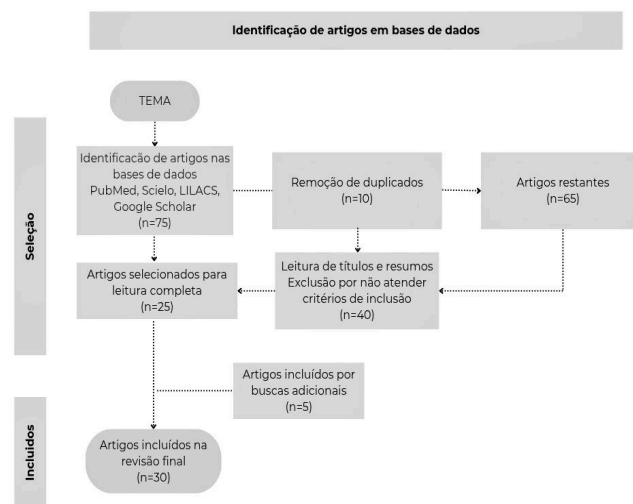 Identificação de artigos em bases de dados
TEMA
Seleção
Identificacão de artigos nas
bases de dados
PubMed, Scielo, LILACS,
Google Scholar
(n=75)
Remoção de duplicados
(n=10)
Artigos restantes
(n=65)
Artigos selecionados para
leitura completa
(n=25)
Leitura de títulos e resumos
Exclusão por não atender
critérios de inclusão
(n=40)
Artigos incluídos por
buscas adicionais
(n=5)
Incluídos
Artigos incluídos na
revisão final
(n=30)